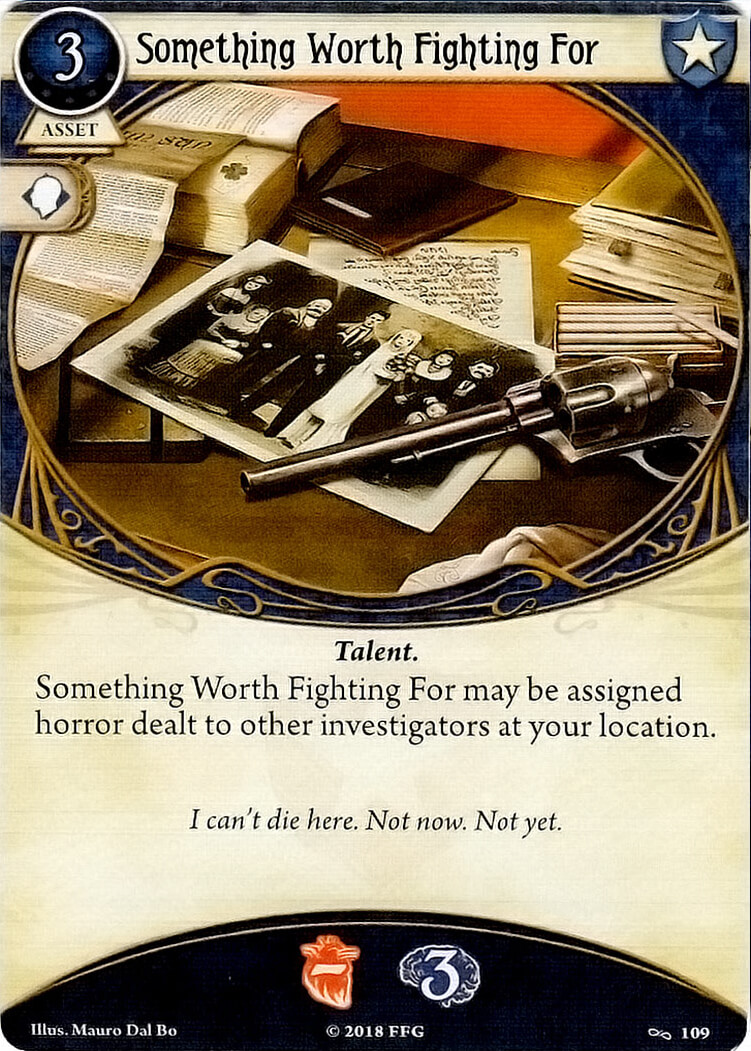 3
Something Worth Fighting For
ASSET
Talent.
Something Worth Fighting For may be assigned
horror dealt to other investigators at your location.
I can't die here. Not now. Not yet.
–
3
Illus. Mauro Dal Bo
© 2018 FFG
109